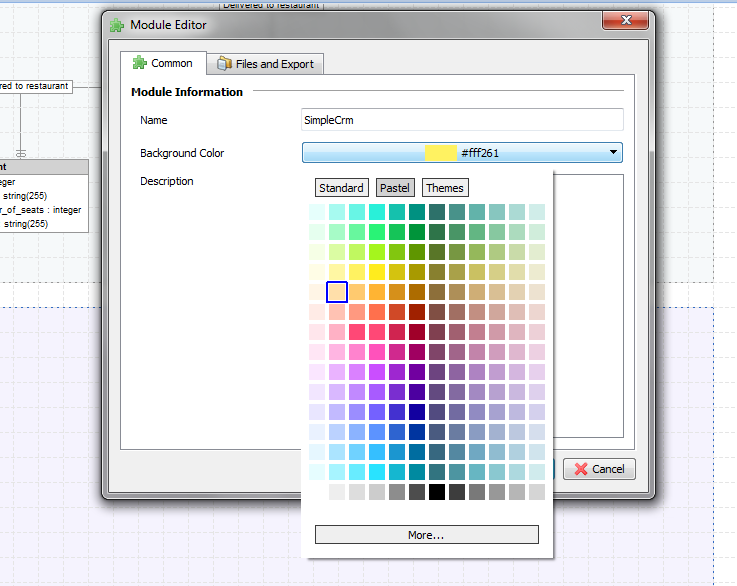 Delivered to restaurant
Module Editor
Common
Files and Export
red to restaurant
Module Information
Name
SimpleCrm
Background Color
#fff261
nt
Description
eger
Standard
Pastel
Themes
string(255)
r_of_seats : integer
string(255)
Cancel
More...